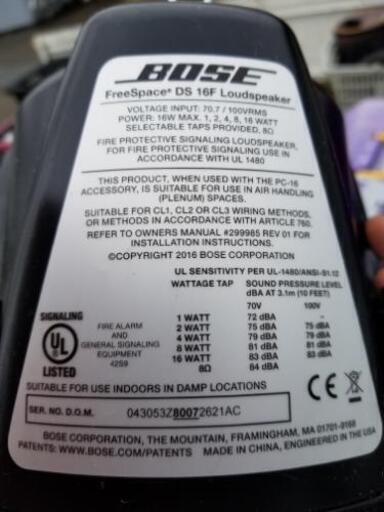 BOSE
FreeSpace® DS 16F Loudspeaker
VOLTAGE INPUT: 70.7 / 100VRMS
POWER: 16W MAX. 1, 2, 4, 8, 16 WATT
SELECTABLE TAPS PROVIDED, 8Ω
FIRE PROTECTIVE SIGNALING LOUDSPEAKER,
FOR FIRE PROTECTIVE SIGNALING USE IN
ACCORDANCE WITH UL 1480
THIS PRODUCT, WHEN USED WITH THE PC-16
ACCESSORY, IS SUITABLE FOR USE IN AIR HANDLING
(PLENUM) SPACES.
SUITABLE FOR CL1, CL2 OR CL3 WIRING METHODS,
OR METHODS IN ACCORDANCE WITH ARTICLE 760.
REFER TO OWNERS MANUAL #299985 REV 01 FOR
INSTALLATION INSTRUCTIONS.
©COPYRIGHT 2016 BOSE CORPORATION
UL SENSITIVITY PER UL-1480/ANSI-S1.12
WATTAGE TAP SOUND PRESSURE LEVEL
dBA AT 3.1m (10 FEET)
70V 100V
1 WATT 72 dBA -
2 WATT 75 dBA 75 dBA
4 WATT 79 dBA 79 dBA
8 WATT 81 dBA 81 dBA
16 WATT 83 dBA 83 dBA
8Ω 84 dBA
SIGNALING
UL
LISTED
FIRE ALARM
AND
GENERAL SIGNALING
EQUIPMENT
42S9
SUITABLE FOR USE INDOORS IN DAMP LOCATIONS
CE
SER. NO. D.O.M. 043053Z80072621AC
BOSE CORPORATION, THE MOUNTAIN, FRAMINGHAM, MA 01701-9168
PATENTS: WWW.BOSE.COM/PATENTS MADE IN CHINA, ENGINEERED IN THE USA